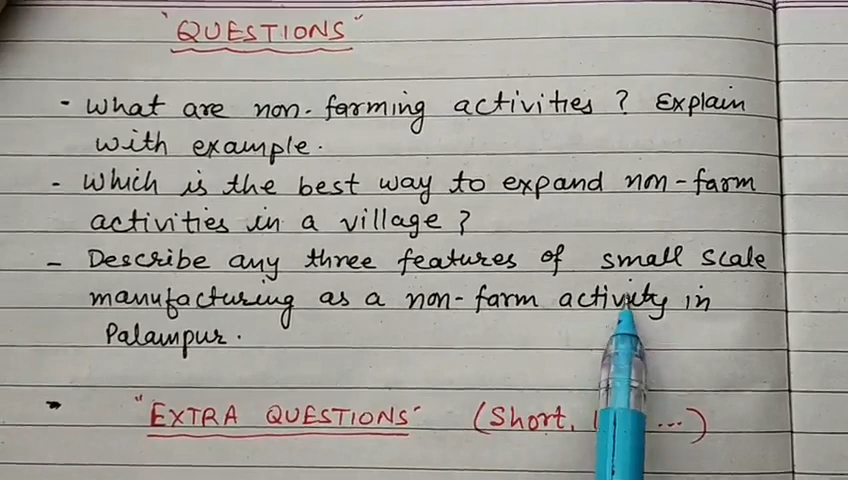 "QUESTIONS"
- What are non-farming activities? Explain
with example.
- Which is the best way to expand non-farm
activities in a village?
- Describe any three features of small scale
manufacturing as a non-farm activity in
Palampur.
- "EXTRA QUESTIONS" (Short, ...)